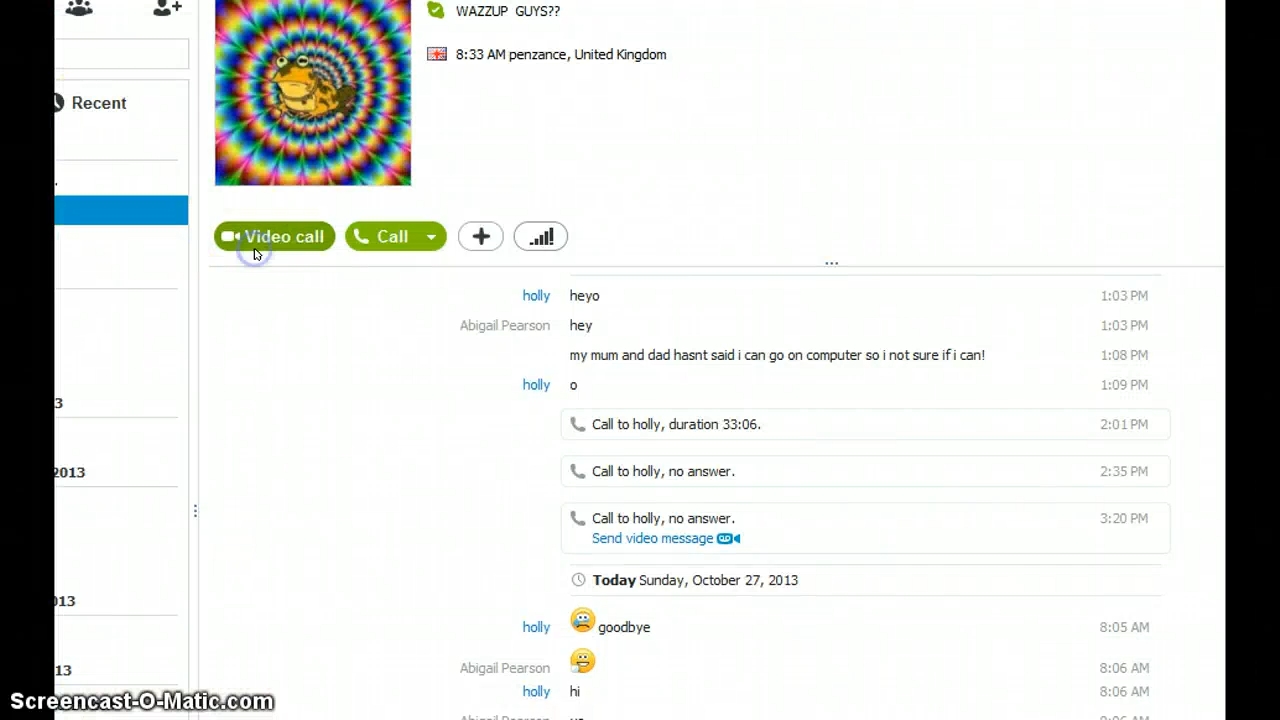 WAZZUP GUYS??
8:33 AM penzance, United Kingdom
Recent
Video call
Call
holly heyo 1:03 PM
Abigail Pearson hey 1:03 PM
my mum and dad hasnt said i can go on computer so i not sure if i can! 1:08 PM
holly o 1:09 PM
3
Call to holly, duration 33:06. 2:01 PM
2013
Call to holly, no answer. 2:35 PM
Call to holly, no answer. 3:20 PM
Send video message
Today Sunday, October 27, 2013
013
holly goodbye 8:05 AM
Abigail Pearson 8:06 AM
13
holly hi 8:06 AM
Screencast-O-Matic.com